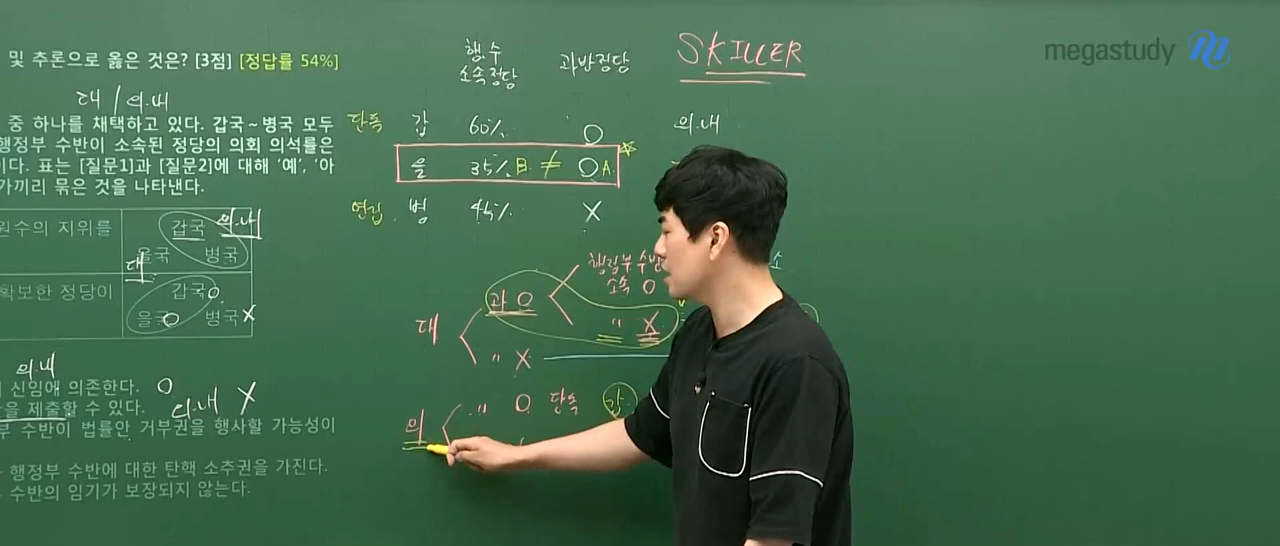 및 추론으로 옳은 것은? [3점] [정답률 54%]
대 / 의.내
중 하나를 채택하고 있다. 갑국~병국 모두
행정부 수반이 소속된 정당의 의회 의석률은
이다. 표는 [질문1]과 [질문2]에 대해 '예', '아
가끼리 묶은 것을 나타낸다.
원수의 지위를
갑국 의.내
을국 병국
대
확보한 정당이
갑국 O
을국 O 병국 X
의.내
신임에 의존한다. O
을 제출할 수 있다. 의.내 X
부 수반이 법률안 거부권을 행사할 가능성이
행정부 수반에 대한 탄핵 소추권을 가진다.
수반의 임기가 보장되지 않는다.
행.수
소속정당
과반정당
SKILLER
megastudy
단독 갑 60% O 의.내
을 35% B ≠ O A
연립 병 45% X
행정부 수반
소속 O
과 O
〃 X
대
〃 X
〃 O 단독 갑
의